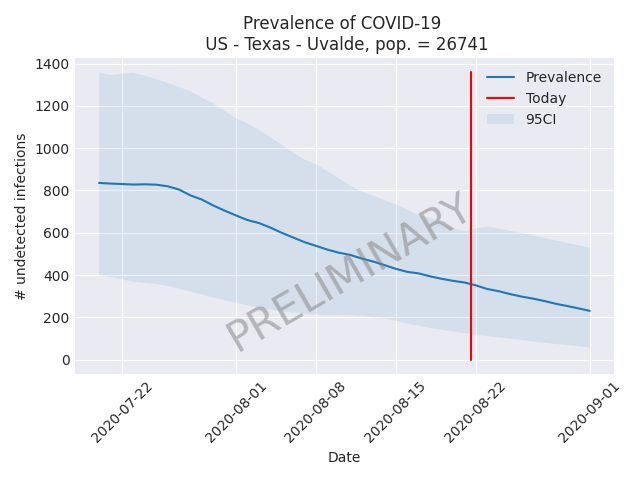 Prevalence of COVID-19
US - Texas - Uvalde, pop. = 26741
1400
1200
1000
800
600
400
200
0
# undetected infections
Prevalence
Today
95CI
PRELIMINARY
2020-07-22
2020-08-01
2020-08-08
2020-08-15
2020-08-22
2020-09-01
Date